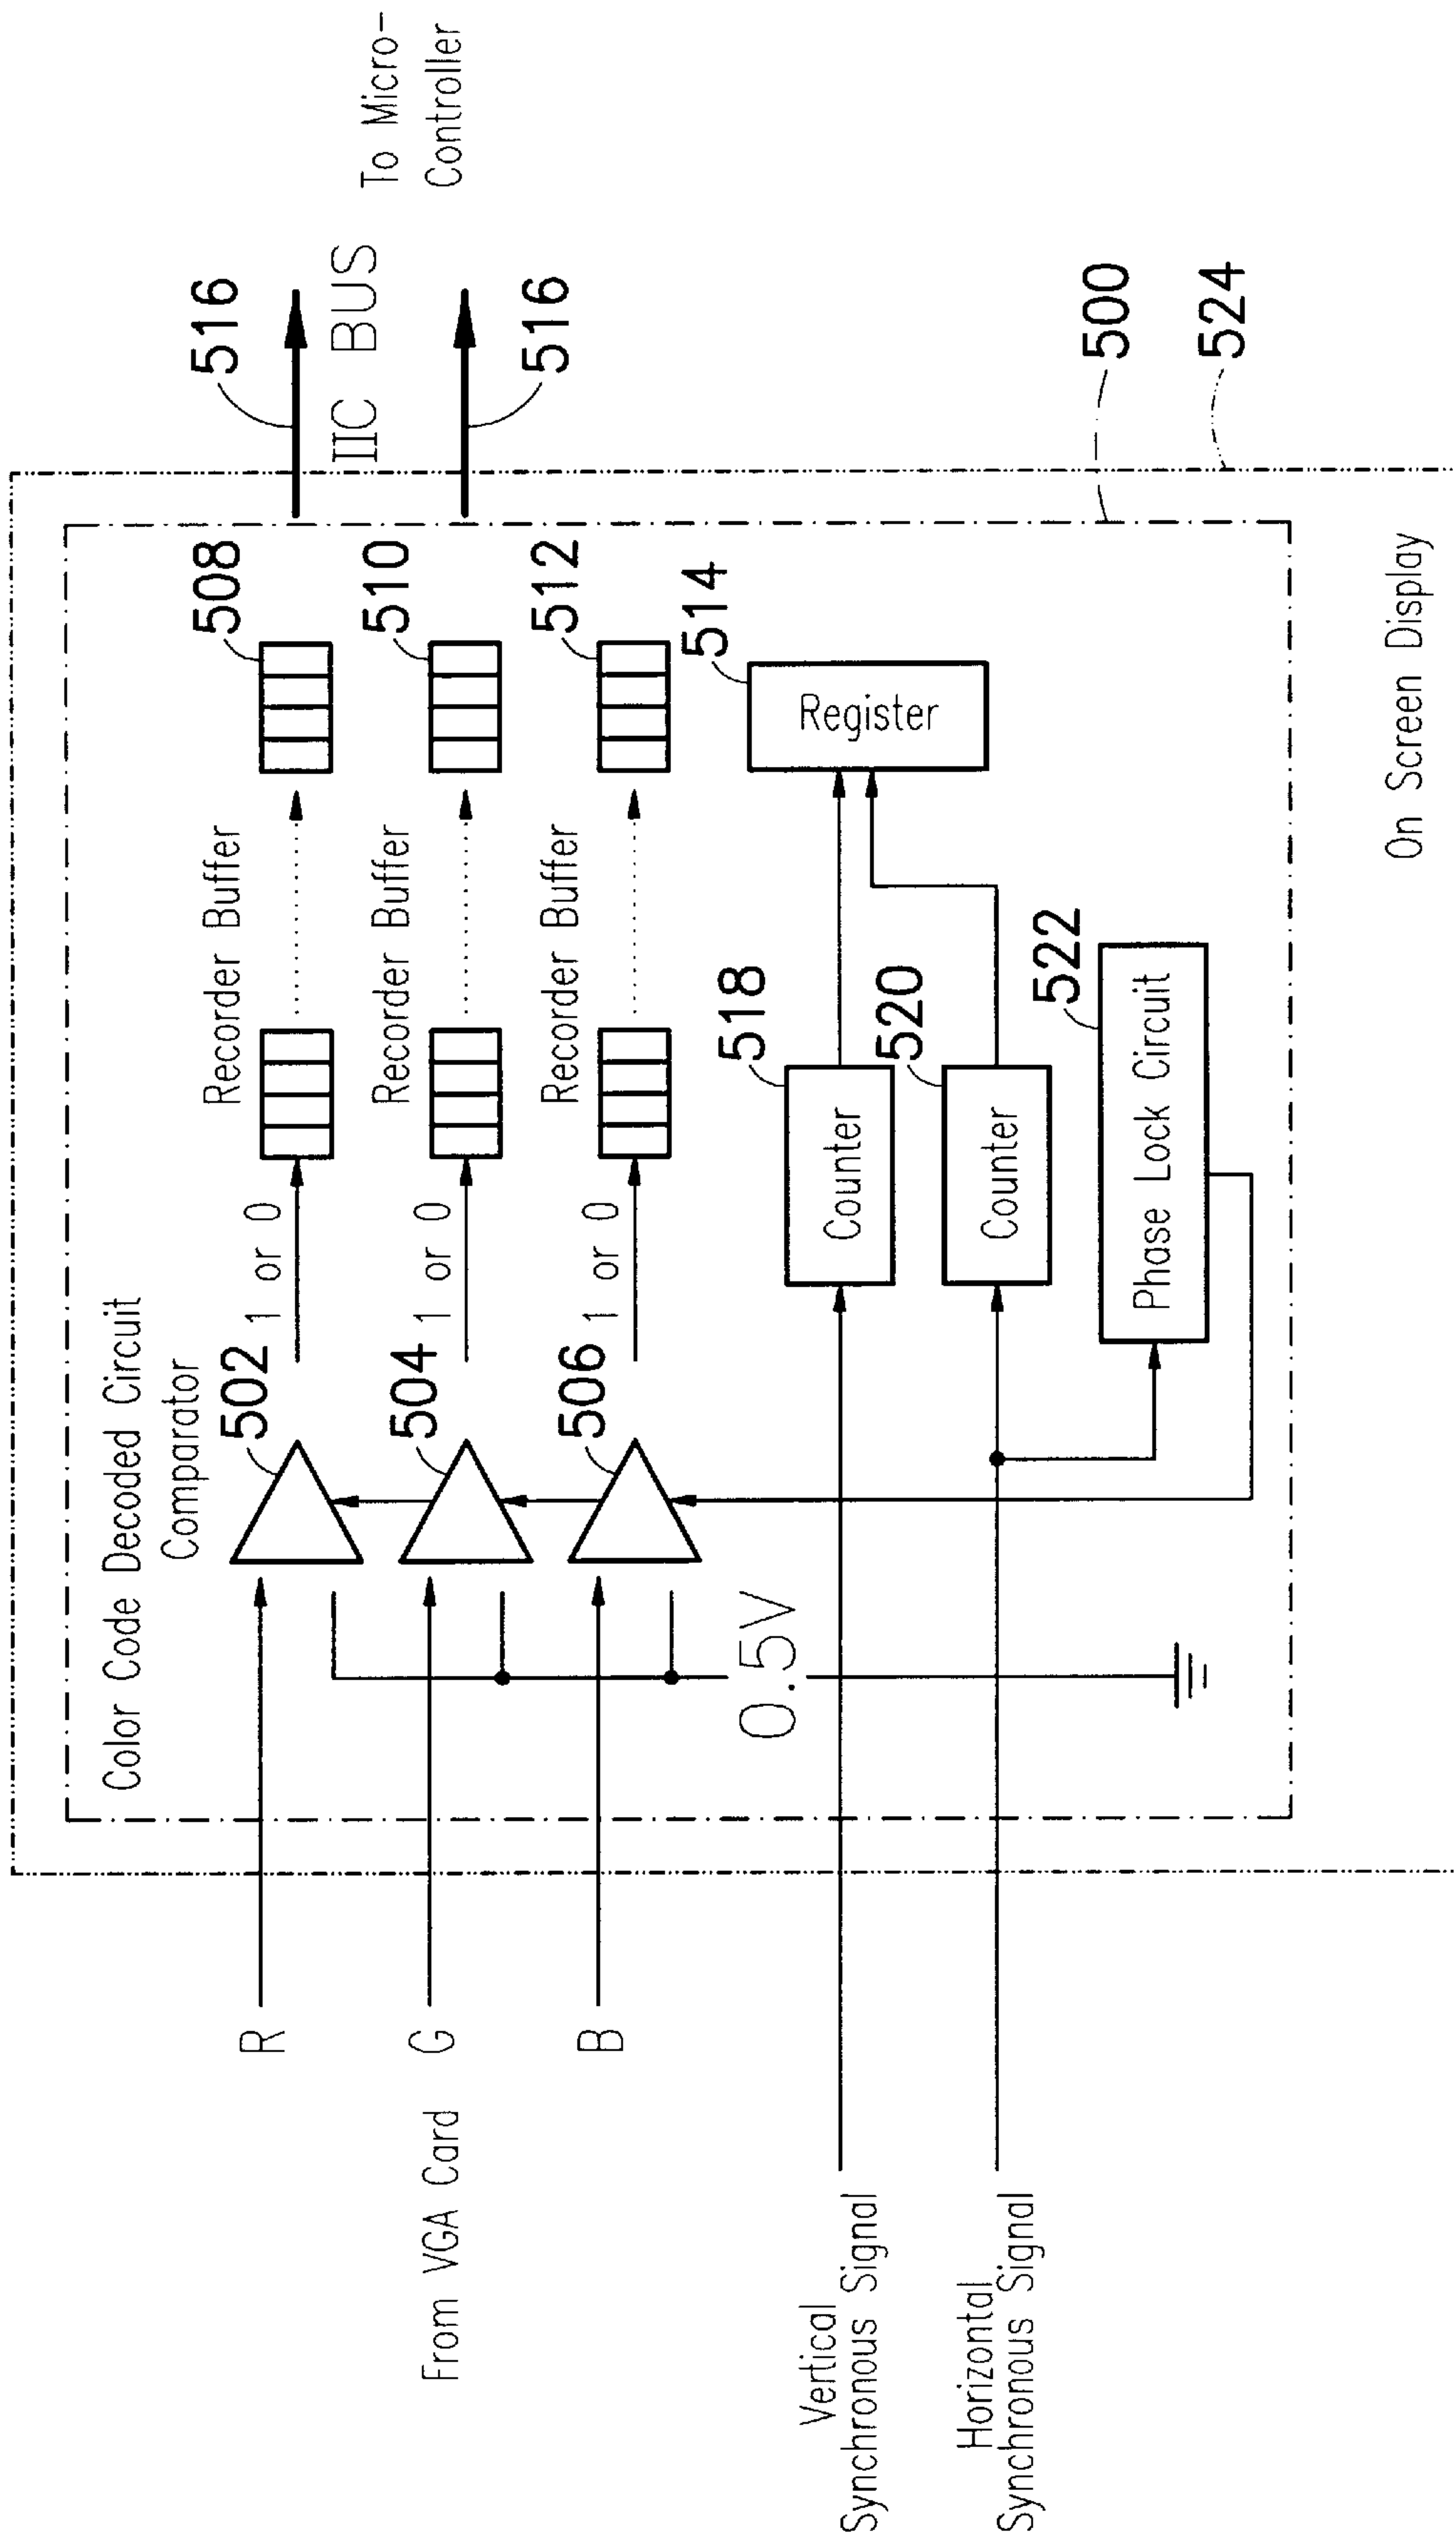 Color Code Decoded Circuit
Comparator
502
1 or 0
Recorder Buffer
508
516
R
IIC BUS
504
1 or 0
Recorder Buffer
510
516
To Micro-
Controller
From VGA Card
G
506
1 or 0
Recorder Buffer
512
B
0.5V
518
Counter
514
Register
Vertical
Synchronous Signal
520
Counter
Horizontal
Synchronous Signal
522
Phase Lock Circuit
500
524
On Screen Display